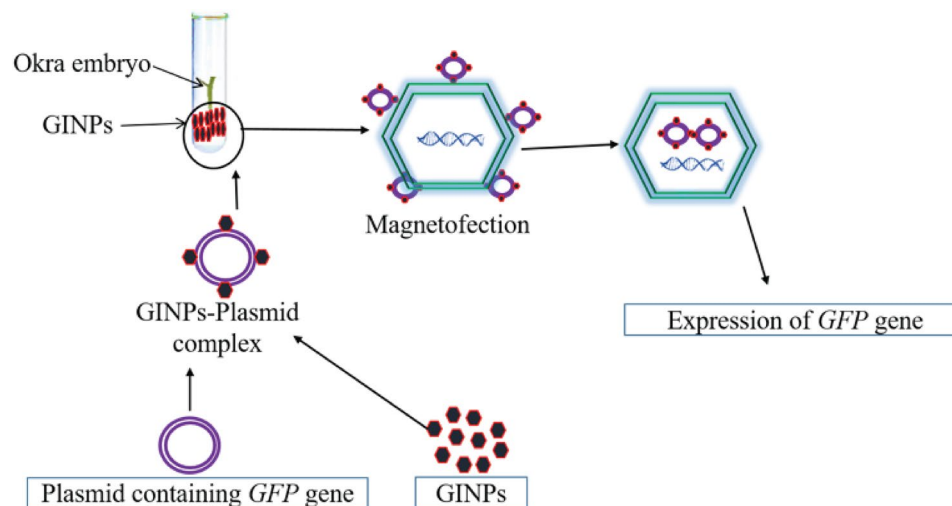 Okra embryo
GINPs
Magnetofection
GINPs-Plasmid
complex
Expression of GFP gene
Plasmid containing GFP gene
GINPs